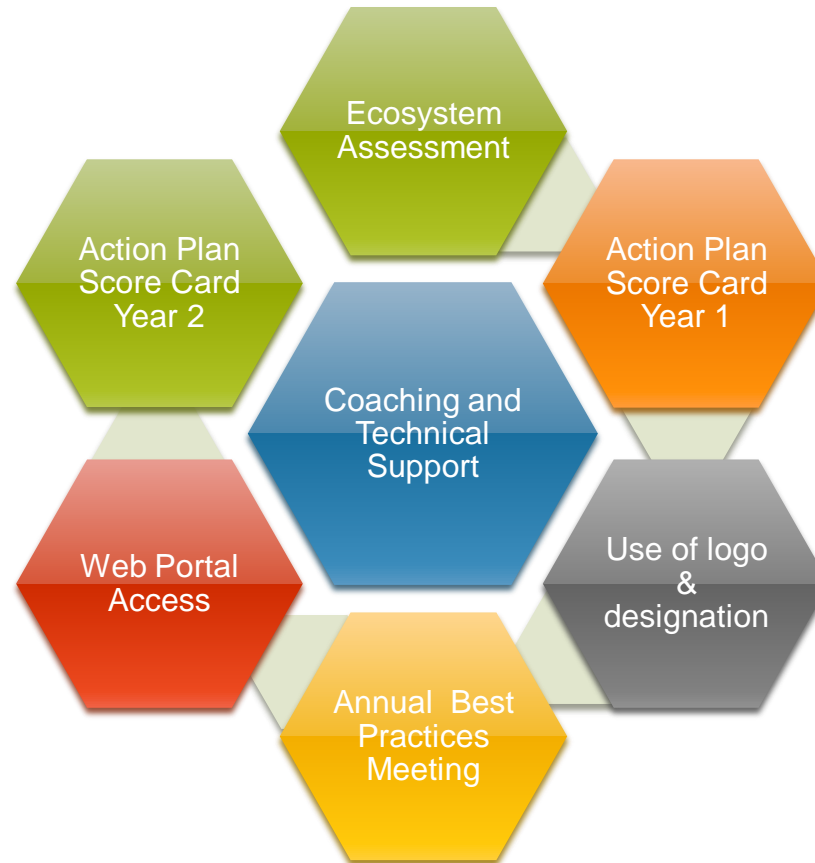 Ecosystem
Assessment
Action Plan
Score Card
Year 1
Use of logo
&
designation
Annual  Best
Practices
Meeting
Web Portal
Access
Action Plan
Score Card
Year 2
Coaching and
Technical
Support